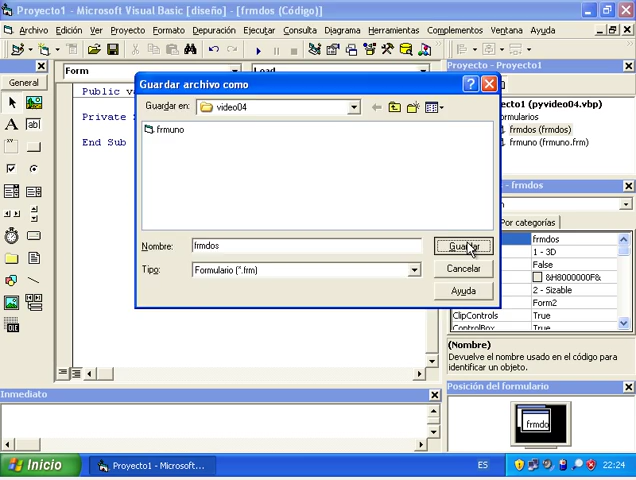 Proyecto1 - Microsoft Visual Basic [diseño] - [frmdos (Código)]
Archivo Edición Ver Proyecto Formato Depuración Ejecutar Consulta Diagrama Herramientas Complementos Ventana Ayuda
General
Form
Load
Public va
Private S
End Sub
Guardar archivo como
Guardar en:
video04
frmuno
Nombre:
frmdos
Guardar
Tipo:
Formulario (*.frm)
Cancelar
Ayuda
Proyecto - Proyecto1
ecto1 (pyvideo04.vbp)
ormularios
frmdos (frmdos)
frmuno (frmuno.frm)
- frmdos
Por categorías
frmdos
1 - 3D
False
&H8000000F&
2 - Sizable
Form2
ClipControls True
ControlBox True
(Nombre)
Devuelve el nombre usado en el código para identificar un objeto.
Inmediato
Posición del formulario
frmdo
Inicio
Proyecto1 - Microsoft...
ES
22:24